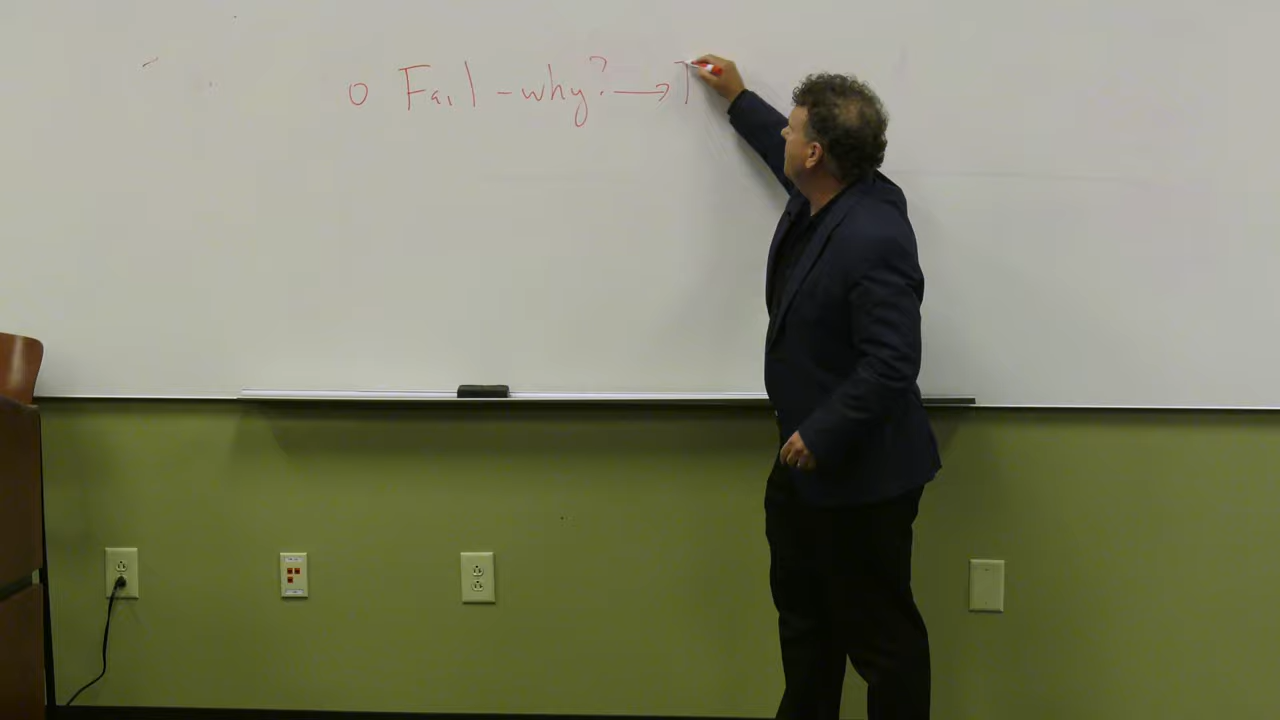 o Fail - why? → T